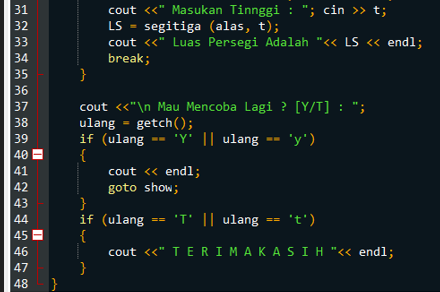 31 cout <<" Masukan Tinnggi : "; cin >> t;
32 LS = segitiga (alas, t);
33 cout <<" Luas Persegi Adalah "<< LS << endl;
34 break;
35 }
36
37 cout <<"\n Mau Mencoba Lagi ? [Y/T] : ";
38 ulang = getch();
39 if (ulang == 'Y' || ulang == 'y')
40 {
41 cout << endl;
42 goto show;
43 }
44 if (ulang == 'T' || ulang == 't')
45 {
46 cout <<" T E R I M A K A S I H "<< endl;
47 }
48 }